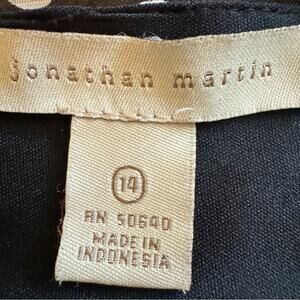 jonathan martin
14
RN 50640
MADE IN
INDONESIA